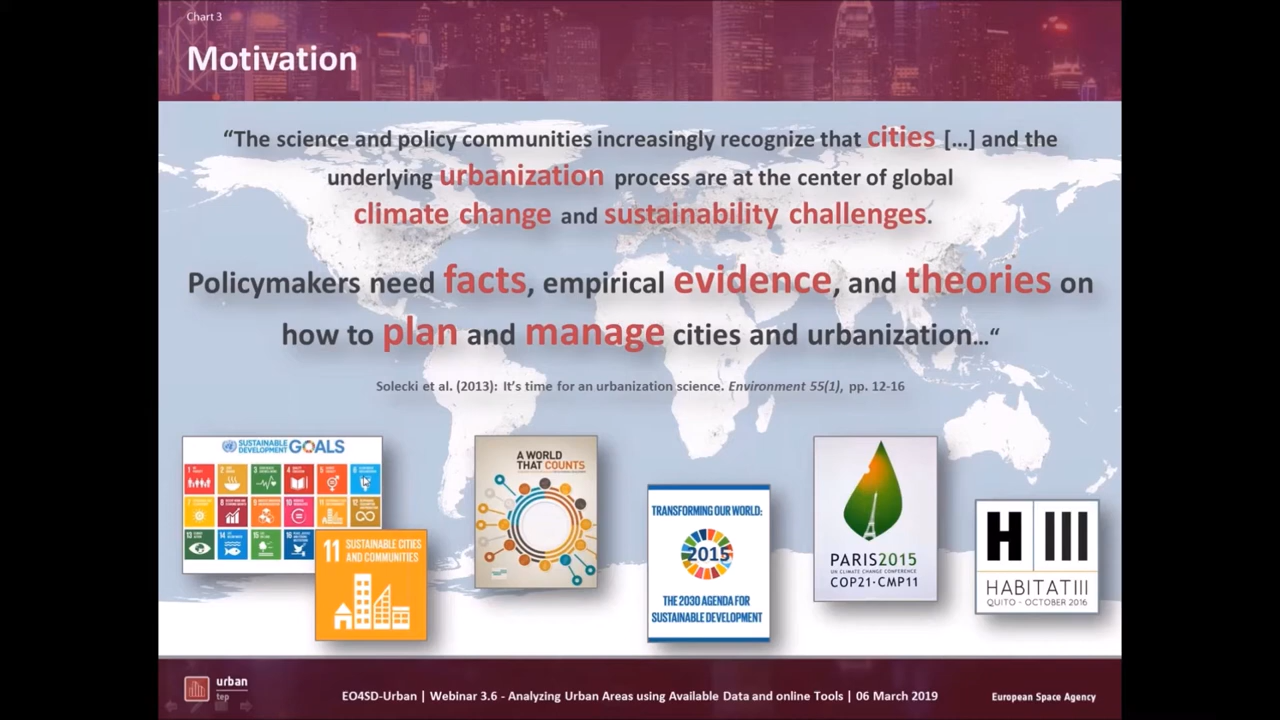 Chart 3
Motivation
“The science and policy communities increasingly recognize that cities [...] and the
underlying urbanization process are at the center of global
climate change and sustainability challenges.
Policymakers need facts, empirical evidence, and theories on
how to plan and manage cities and urbanization...“
Solecki et al. (2013): It’s time for an urbanization science. Environment 55(1), pp. 12-16
SUSTAINABLE
DEVELOPMENT GOALS
11 SUSTAINABLE CITIES
AND COMMUNITIES
A WORLD
THAT COUNTS
TRANSFORMING OUR WORLD:
2015
THE 2030 AGENDA FOR
SUSTAINABLE DEVELOPMENT
PARIS2015
UN CLIMATE CHANGE CONFERENCE
COP21·CMP11
H III
HABITAT III
QUITO - OCTOBER 2016
urban
tep
EO4SD-Urban | Webinar 3.6 - Analyzing Urban Areas using Available Data and online Tools | 06 March 2019
European Space Agency